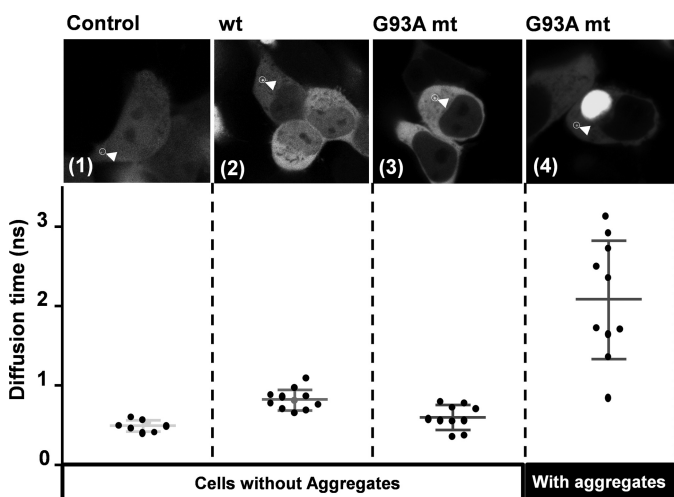 Control wt G93A mt G93A mt
(1) (2) (3) (4)
Diffusion time (ns)
3
2
1
0
Cells without Aggregates With aggregates